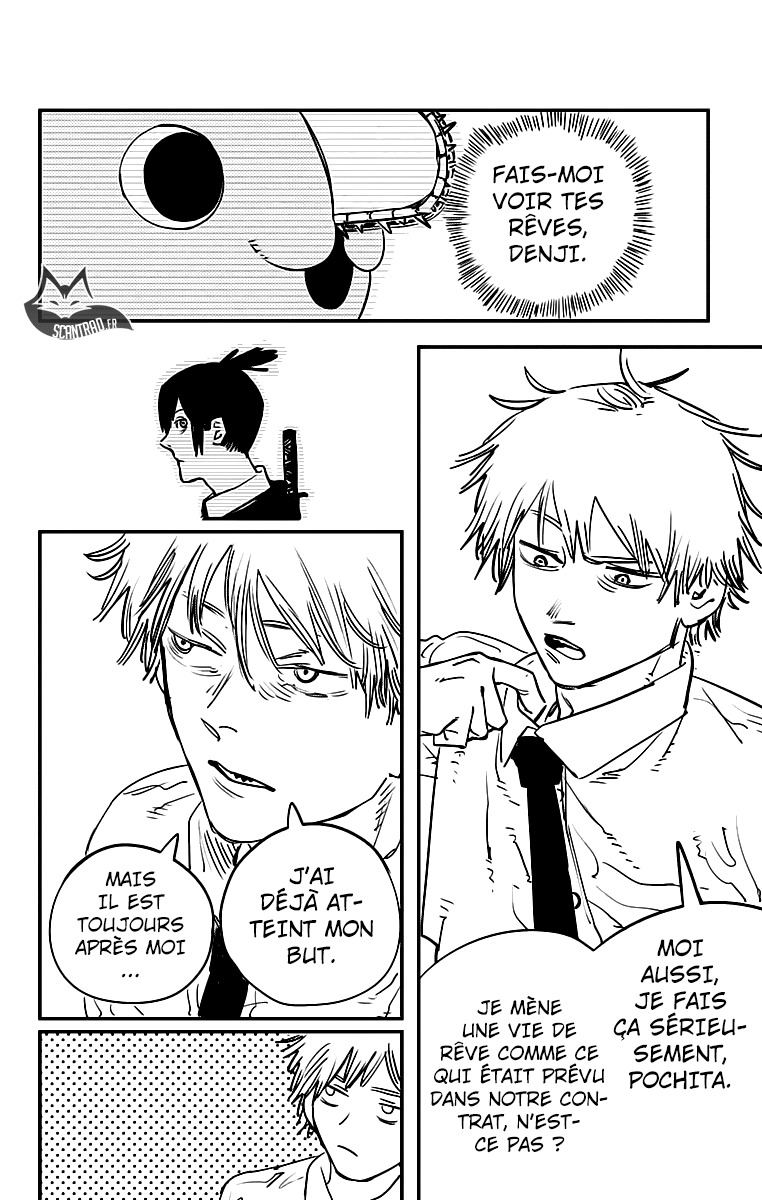 FAIS-MOI
VOIR TES
RÊVES,
DENJI.
SCANTRAD.FR
MOI
AUSSI,
JE FAIS
ÇA SÉRIEU-
SEMENT,
POCHITA.
JE MÈNE
UNE VIE DE
RÊVE COMME CE
QUI ÉTAIT PRÉVU
DANS NOTRE CON-
TRAT, N'EST-
CE PAS ?
J'AI
DÉJÀ AT-
TEINT MON
BUT.
MAIS
IL EST
TOUJOURS
APRÈS MOI
...